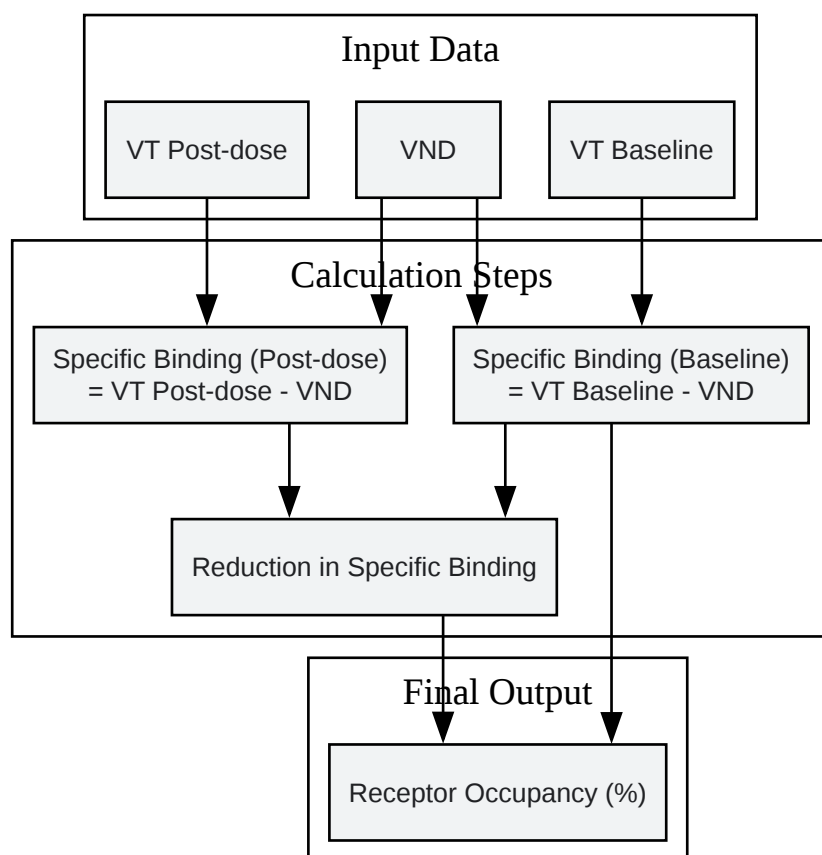 Input Data
VT Post-dose
VND
VT Baseline
Calculation Steps
Specific Binding (Post-dose)
= VT Post-dose - VND
Specific Binding (Baseline)
= VT Baseline - VND
Reduction in Specific Binding
Final Output
Receptor Occupancy (%)